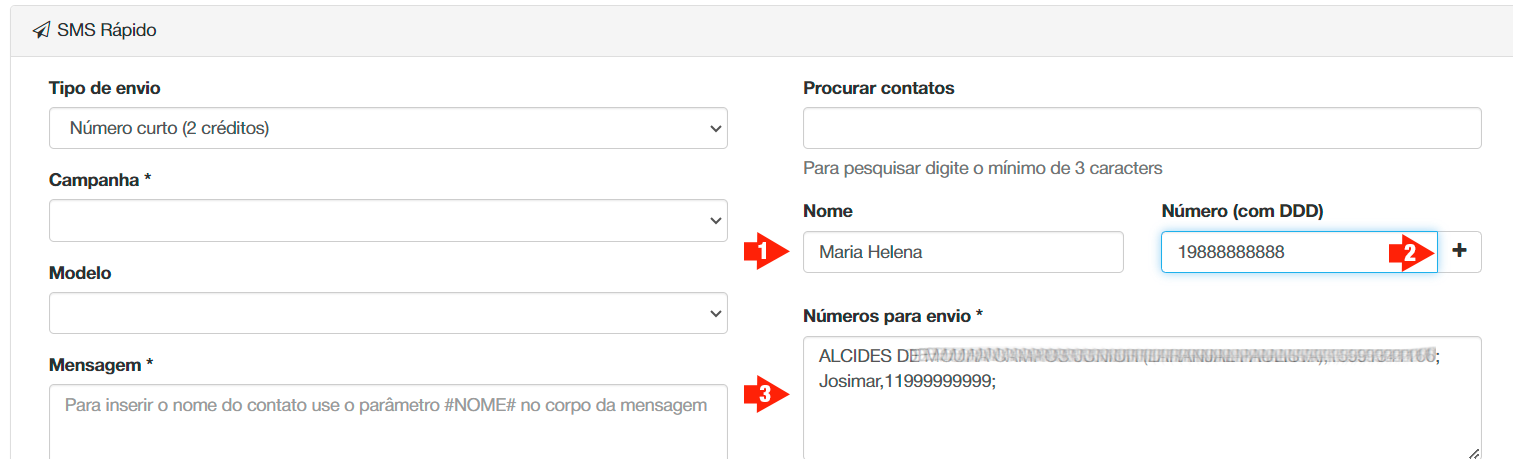 SMS Rápido
Tipo de envio
Número curto (2 créditos)
Campanha *
Modelo
Mensagem *
Para inserir o nome do contato use o parâmetro #NOME# no corpo da mensagem
Procurar contatos
Para pesquisar digite o mínimo de 3 caracters
Nome
Número (com DDD)
1
Maria Helena
19888888888
2
+
Números para envio *
3
ALCIDES DE
Josimar,11999999999;